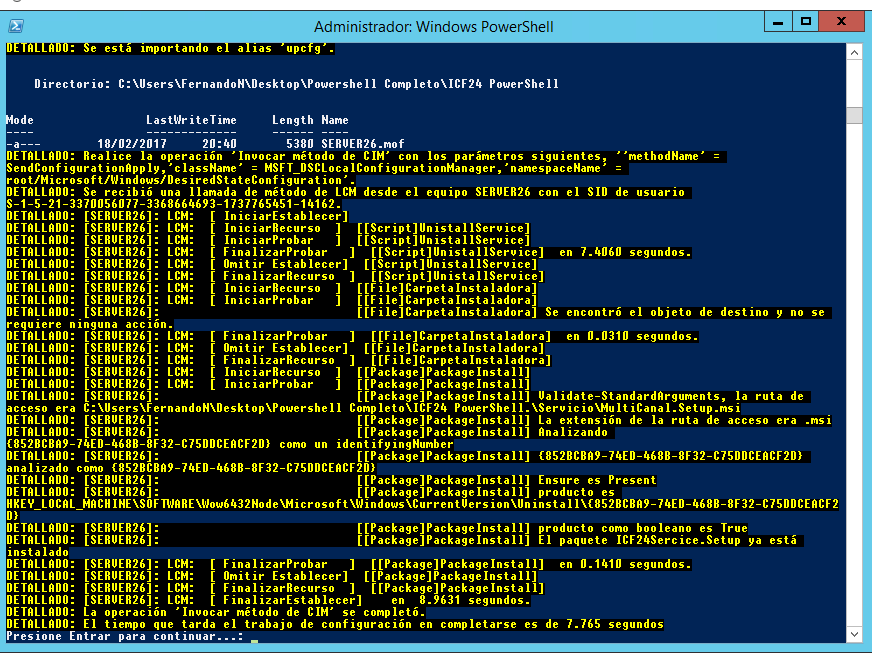 Administrador: Windows PowerShell
DETALLADO: Se está importando el alias 'upcfg'.
Directorio: C:\Users\FernandoN\Desktop\Powershell Completo\ICF24 PowerShell
Mode                LastWriteTime     Length Name
----                -------------     ------ ----
-a---        18/02/2017     20:40       5380 SERVER26.mof
DETALLADO: Realice la operación 'Invocar método de CIM' con los parámetros siguientes, ''methodName' =
SendConfigurationApply,'className' = MSFT_DSCLocalConfigurationManager,'namespaceName' =
root/Microsoft/Windows/DesiredStateConfiguration'.
DETALLADO: Se recibió una llamada de método de LCM desde el equipo SERVER26 con el SID de usuario
S-1-5-21-3370056077-3368664693-1737765451-14162.
DETALLADO: [SERVER26]: LCM:  [ IniciarEstablecer]
DETALLADO: [SERVER26]: LCM:  [ IniciarRecurso  ]  [[Script]UnistallService]
DETALLADO: [SERVER26]: LCM:  [ IniciarProbar   ]  [[Script]UnistallService]
DETALLADO: [SERVER26]: LCM:  [ FinalizarProbar   ]  [[Script]UnistallService]  en 7.4060 segundos.
DETALLADO: [SERVER26]: LCM:  [ Omitir Establecer]  [[Script]UnistallService]
DETALLADO: [SERVER26]: LCM:  [ FinalizarRecurso  ]  [[Script]UnistallService]
DETALLADO: [SERVER26]: LCM:  [ IniciarRecurso  ]  [[File]CarpetaInstaladora]
DETALLADO: [SERVER26]: LCM:  [ IniciarProbar   ]  [[File]CarpetaInstaladora]
DETALLADO: [SERVER26]:                            [[File]CarpetaInstaladora] Se encontró el objeto de destino y no se
requiere ninguna acción.
DETALLADO: [SERVER26]: LCM:  [ FinalizarProbar   ]  [[File]CarpetaInstaladora]  en 0.0310 segundos.
DETALLADO: [SERVER26]: LCM:  [ Omitir Establecer]  [[File]CarpetaInstaladora]
DETALLADO: [SERVER26]: LCM:  [ FinalizarRecurso  ]  [[File]CarpetaInstaladora]
DETALLADO: [SERVER26]: LCM:  [ IniciarRecurso  ]  [[Package]PackageInstall]
DETALLADO: [SERVER26]: LCM:  [ IniciarProbar   ]  [[Package]PackageInstall]
DETALLADO: [SERVER26]:                            [[Package]PackageInstall] Validate-StandardArguments, la ruta de
acceso era C:\Users\FernandoN\Desktop\Powershell Completo\ICF24 PowerShell.\Servicio\MultiCanal.Setup.msi
DETALLADO: [SERVER26]:                            [[Package]PackageInstall] La extensión de la ruta de acceso era .msi
DETALLADO: [SERVER26]:                            [[Package]PackageInstall] Analizando
{852BCBA9-74ED-468B-8F32-C75DDCEACF2D} como un identifyingNumber
DETALLADO: [SERVER26]:                            [[Package]PackageInstall] {852BCBA9-74ED-468B-8F32-C75DDCEACF2D}
analizado como {852BCBA9-74ED-468B-8F32-C75DDCEACF2D}
DETALLADO: [SERVER26]:                            [[Package]PackageInstall] Ensure es Present
DETALLADO: [SERVER26]:                            [[Package]PackageInstall] producto es
HKEY_LOCAL_MACHINE\SOFTWARE\Wow6432Node\Microsoft\Windows\CurrentVersion\Uninstall\{852BCBA9-74ED-468B-8F32-C75DDCEACF2
D}
DETALLADO: [SERVER26]:                            [[Package]PackageInstall] producto como booleano es True
DETALLADO: [SERVER26]:                            [[Package]PackageInstall] El paquete ICF24Sercice.Setup ya está
instalado
DETALLADO: [SERVER26]: LCM:  [ FinalizarProbar   ]  [[Package]PackageInstall]  en 0.1410 segundos.
DETALLADO: [SERVER26]: LCM:  [ Omitir Establecer]  [[Package]PackageInstall]
DETALLADO: [SERVER26]: LCM:  [ FinalizarRecurso  ]  [[Package]PackageInstall]
DETALLADO: [SERVER26]: LCM:  [ FinalizarEstablecer]    en  8.9631 segundos.
DETALLADO: La operación 'Invocar método de CIM' se completó.
DETALLADO: El tiempo que tarda el trabajo de configuración en completarse es de 7.765 segundos
Presione Entrar para continuar...: